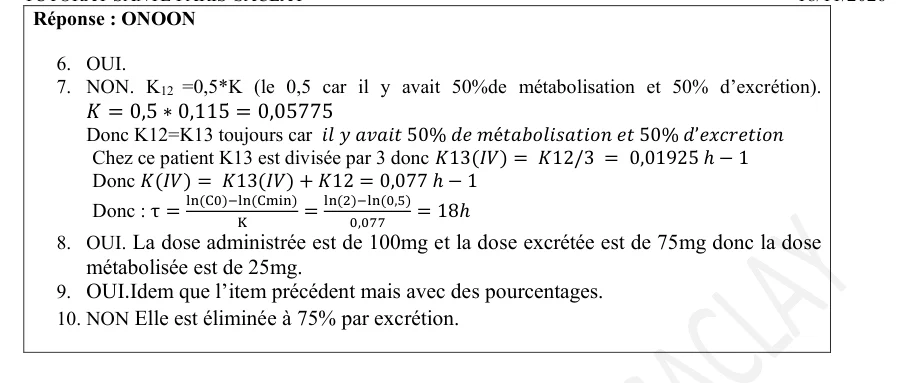 Réponse : ONOON
6. OUI.
7. NON. K₁₂ =0,5*K (le 0,5 car il y avait 50%de métabolisation et 50% d’excrétion).
K = 0,5 ∗ 0,115 = 0,05775
Donc K12=K13 toujours car il y avait 50% de métabolisation et 50% d'excretion
Chez ce patient K13 est divisée par 3 donc K13(IV) = K12/3 = 0,01925 h − 1
Donc K(IV) = K13(IV) + K12 = 0,077 h − 1
Donc : τ = (ln(C0)−ln(Cmin))/K = (ln(2)−ln(0,5))/0,077 = 18h
8. OUI. La dose administrée est de 100mg et la dose excrétée est de 75mg donc la dose
métabolisée est de 25mg.
9. OUI.Idem que l’item précédent mais avec des pourcentages.
10. NON Elle est éliminée à 75% par excrétion.
SACLAY